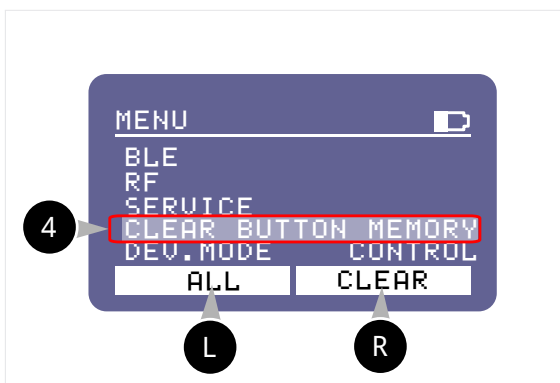 MENU
BLE
RF
SERVICE
4
CLEAR BUTTON MEMORY
DEV.MODE CONTROL
ALL CLEAR
L R